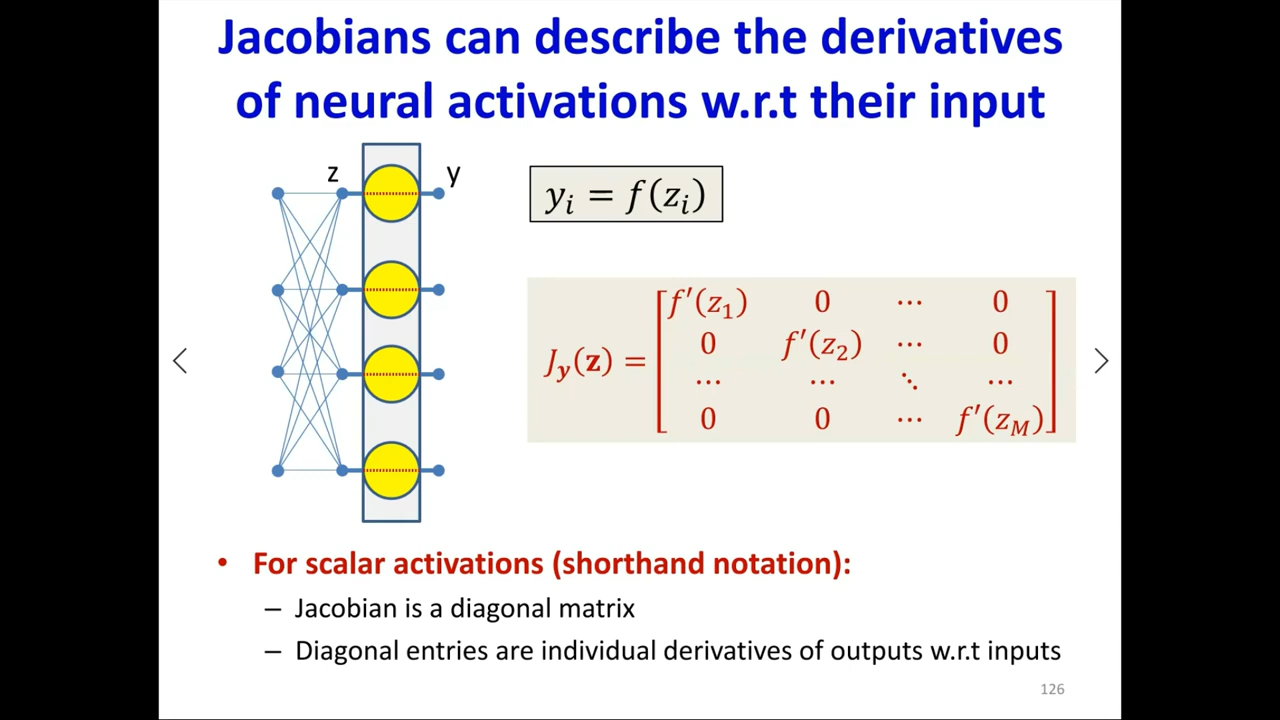 Jacobians can describe the derivatives
of neural activations w.r.t their input
z
y
yᵢ = f(zᵢ)
J_y(z) = [f′(z₁) 0 ⋯ 0
0 f′(z₂) ⋯ 0
⋯ ⋯ ⋱ ⋯
0 0 ⋯ f′(z_M)]
• For scalar activations (shorthand notation):
– Jacobian is a diagonal matrix
– Diagonal entries are individual derivatives of outputs w.r.t inputs
126